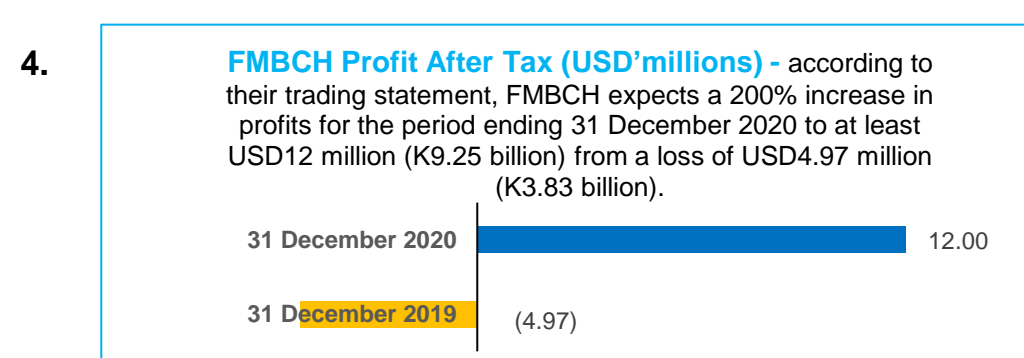 4.
FMBCH Profit After Tax (USD’millions) - according to
their trading statement, FMBCH expects a 200% increase in
profits for the period ending 31 December 2020 to at least
USD12 million (K9.25 billion) from a loss of USD4.97 million
(K3.83 billion).
31 December 2020 12.00
31 December 2019 (4.97)